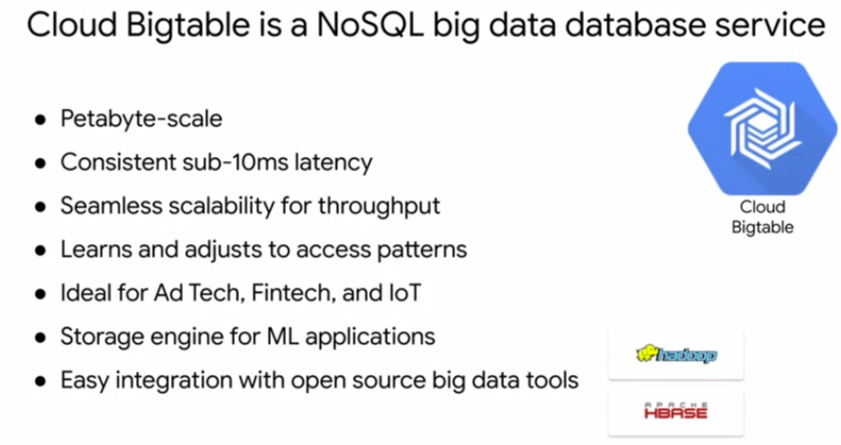 Cloud Bigtable is a NoSQL big data database service
● Petabyte-scale
● Consistent sub-10ms latency
● Seamless scalability for throughput
● Learns and adjusts to access patterns
● Ideal for Ad Tech, Fintech, and IoT
● Storage engine for ML applications
● Easy integration with open source big data tools
Cloud
Bigtable
hadoop
APACHE
HBASE